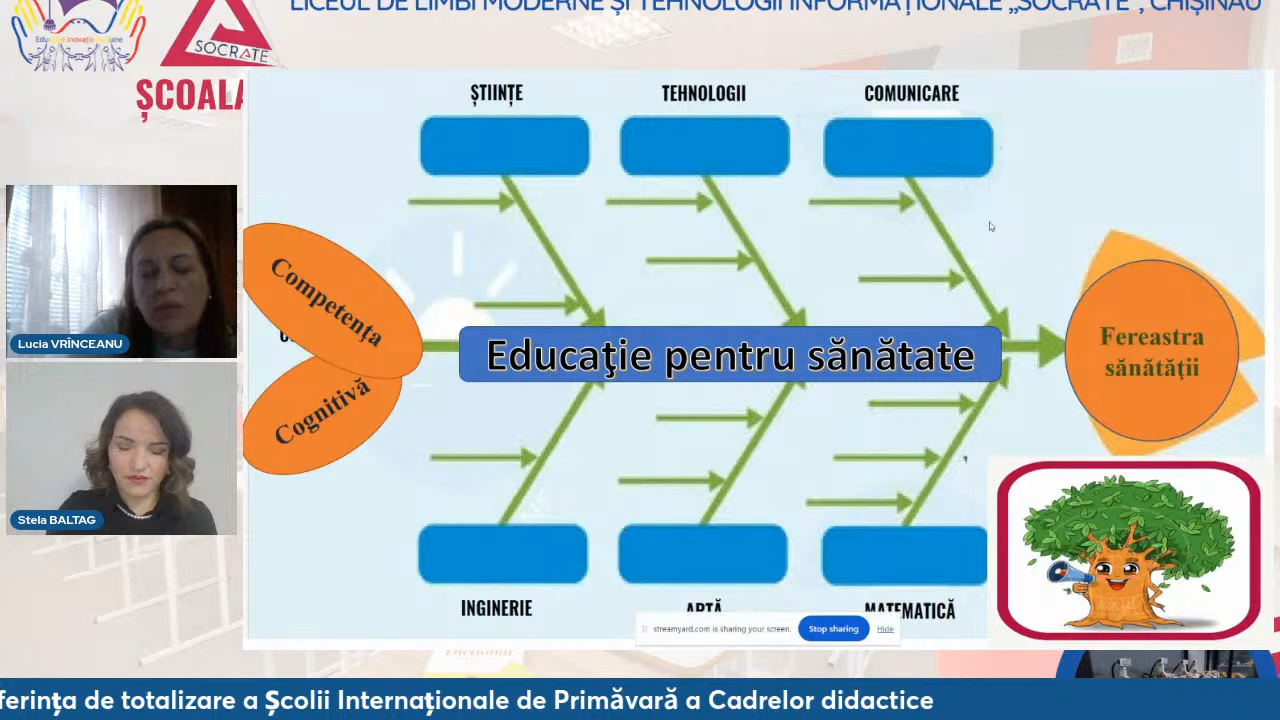 LICEUL DE LIMBI MODERNE ȘI TEHNOLOGII INFORMAȚIONALE „SOCRATE”, CHIȘINĂU
SOCRATE
ȘCOALA
ȘTIINȚE
TEHNOLOGII
COMUNICARE
Competența
Cognitivă
Educaţie pentru sănătate
Fereastra
sănătății
Lucia VRÎNCEANU
Stela BALTAG
INGINERIE
ARTĂ
MATEMATICĂ
streamyard.com is sharing your screen.
Stop sharing
Hide
ferința de totalizare a Școlii Internaționale de Primăvară a Cadrelor didactice